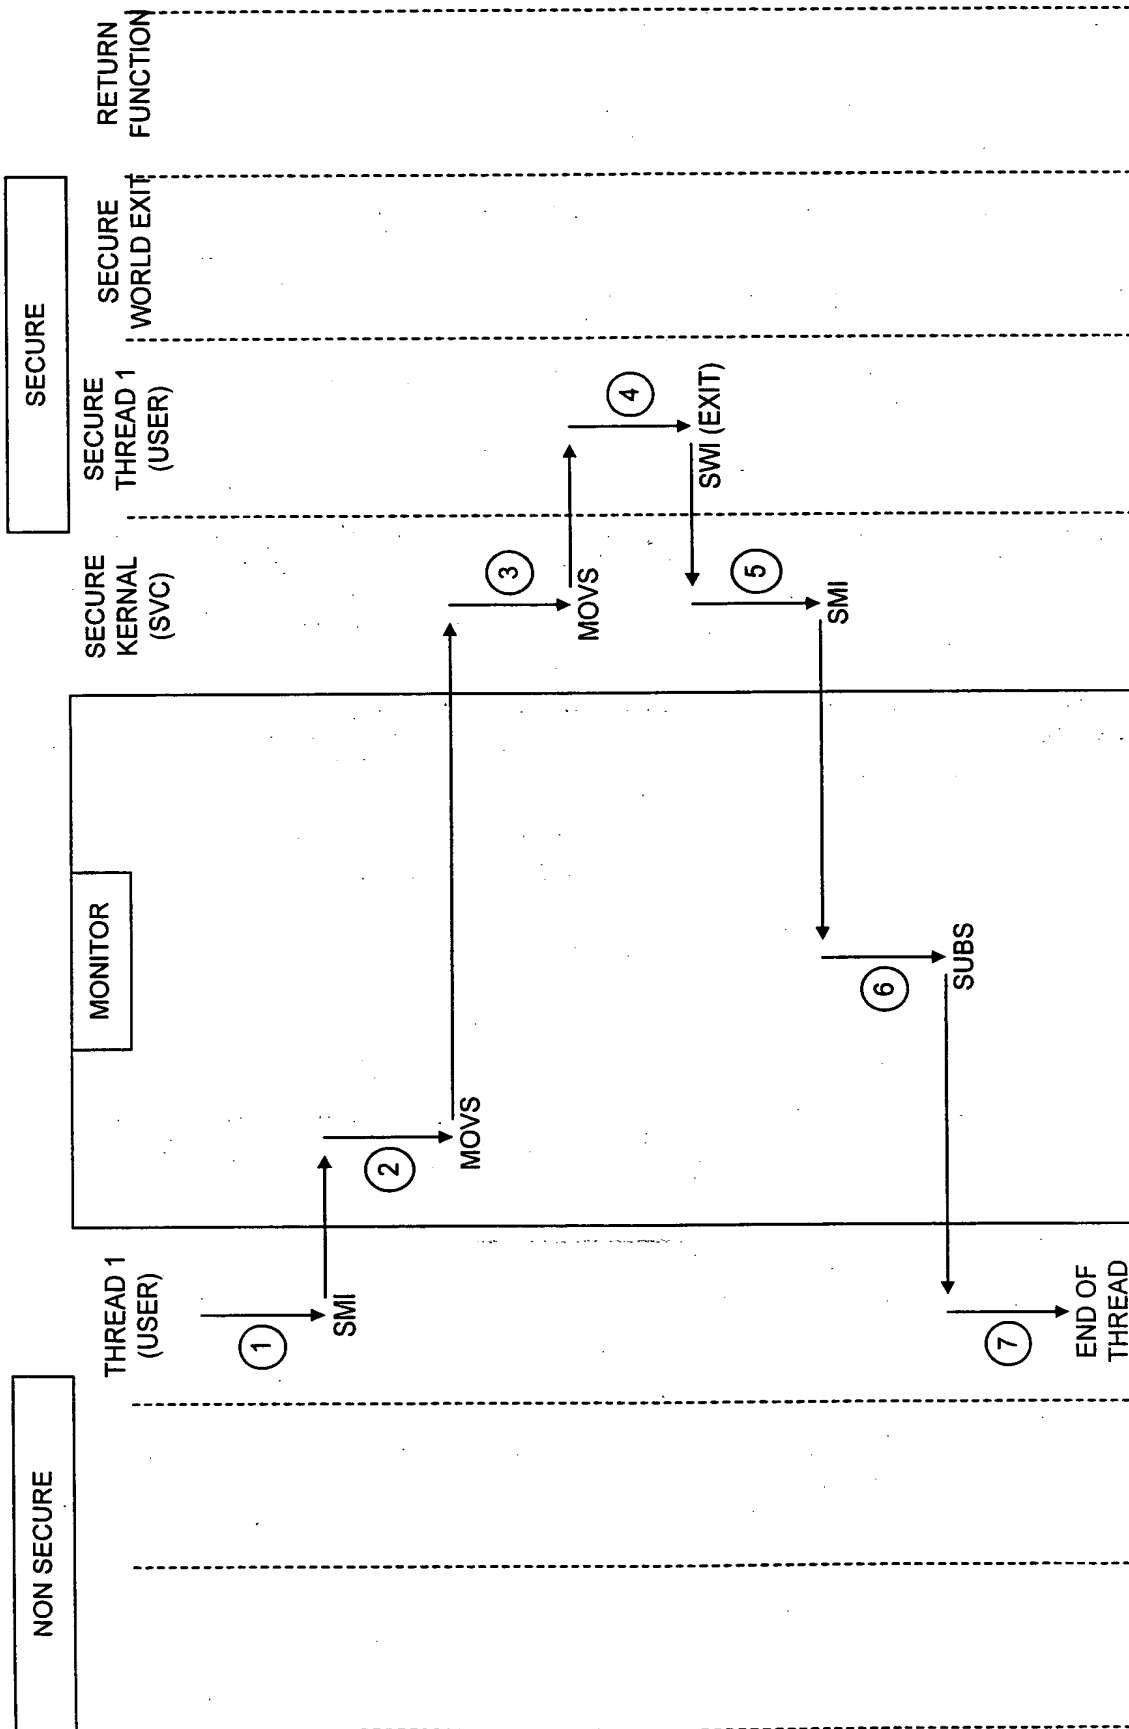 NON SECURE
SECURE
MONITOR
THREAD 1
(USER)
SECURE
KERNAL
(SVC)
SECURE
THREAD 1
(USER)
SECURE
WORLD EXIT
RETURN
FUNCTION
1
SMI
2
MOVS
3
MOVS
4
SWI (EXIT)
5
SMI
6
SUBS
7
END OF
THREAD